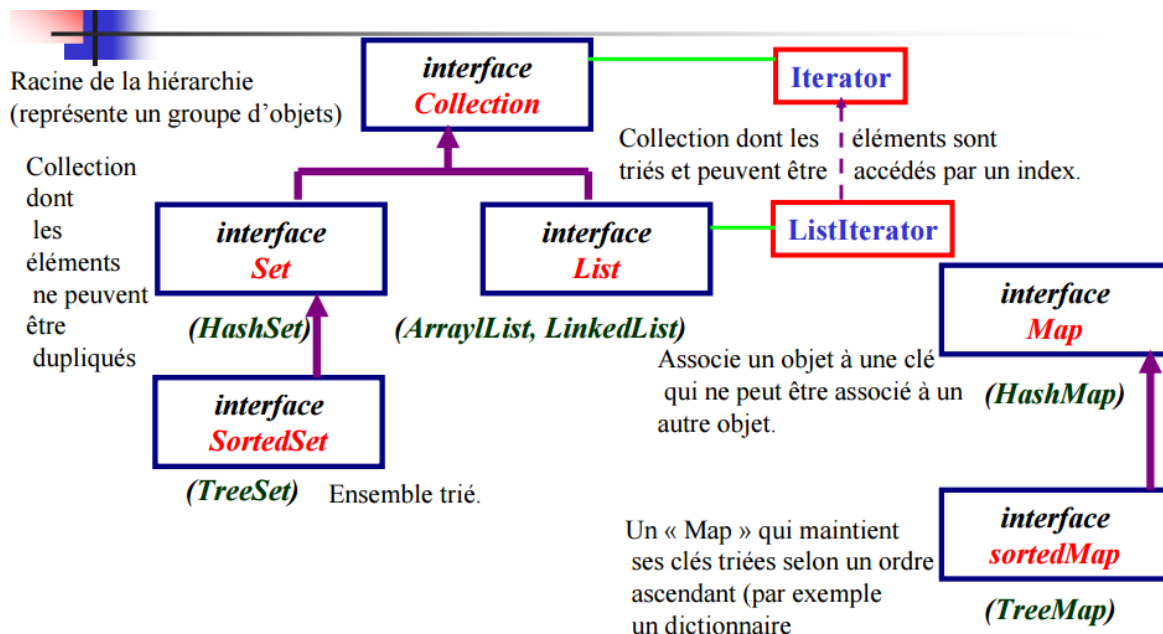 interface
Collection
Iterator
Racine de la hiérarchie
(représente un groupe d'objets)
Collection dont les éléments sont
triés et peuvent être accédés par un index.
Collection
dont
les
éléments
ne peuvent
être
dupliqués
interface
Set
interface
List
ListIterator
(HashSet)
(ArraylList, LinkedList)
interface
Map
Associe un objet à une clé
qui ne peut être associé à un
autre objet.
(HashMap)
interface
SortedSet
(TreeSet)
Ensemble trié.
Un « Map » qui maintient
ses clés triées selon un ordre
ascendant (par exemple
un dictionnaire
interface
sortedMap
(TreeMap)